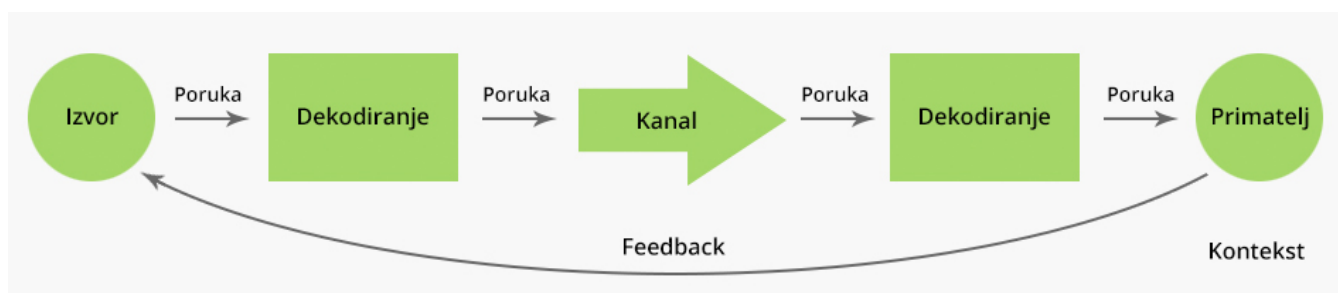 Izvor
Poruka
Dekodiranje
Poruka
Kanal
Poruka
Dekodiranje
Poruka
Primatelj
Feedback
Kontekst